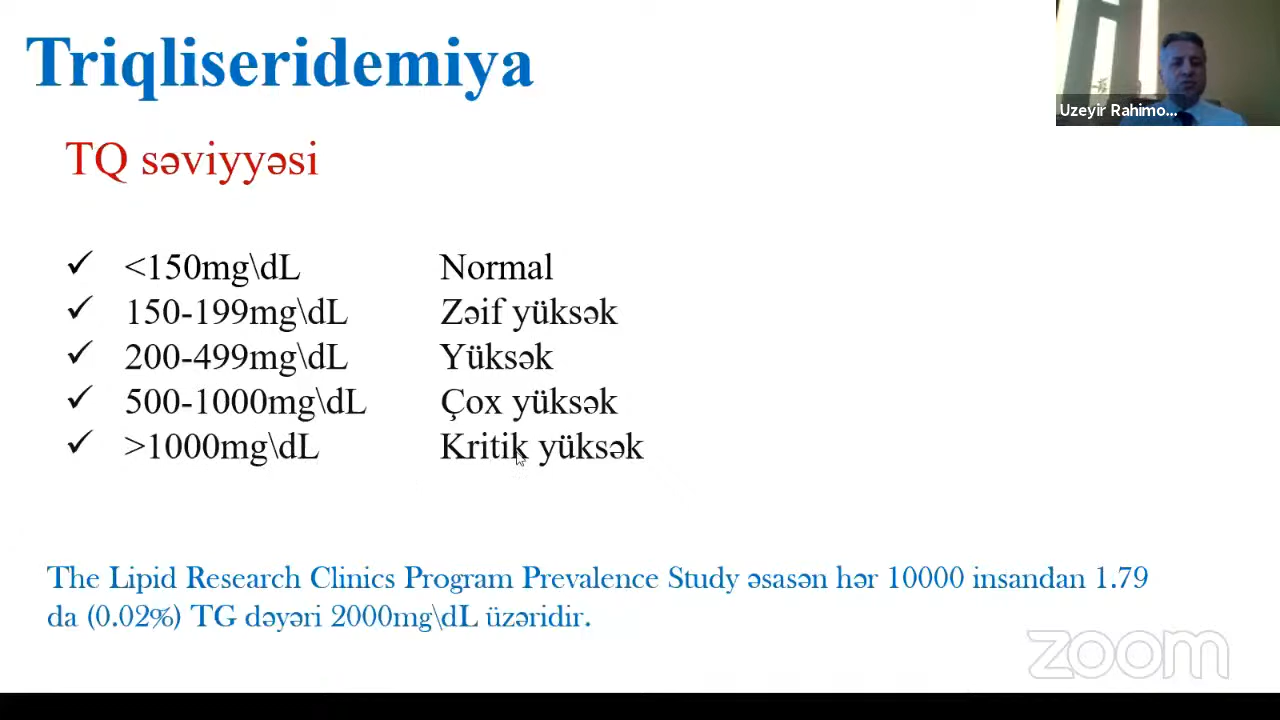 Triqliseridemiya
Uzeyir Rahimo...
TQ səviyyəsi
✓ <150mg\dL Normal
✓ 150-199mg\dL Zəif yüksək
✓ 200-499mg\dL Yüksək
✓ 500-1000mg\dL Çox yüksək
✓ >1000mg\dL Kritik yüksək
The Lipid Research Clinics Program Prevalence Study əsasən hər 10000 insandan 1.79
da (0.02%) TG dəyəri 2000mg\dL üzəridir.
zoom